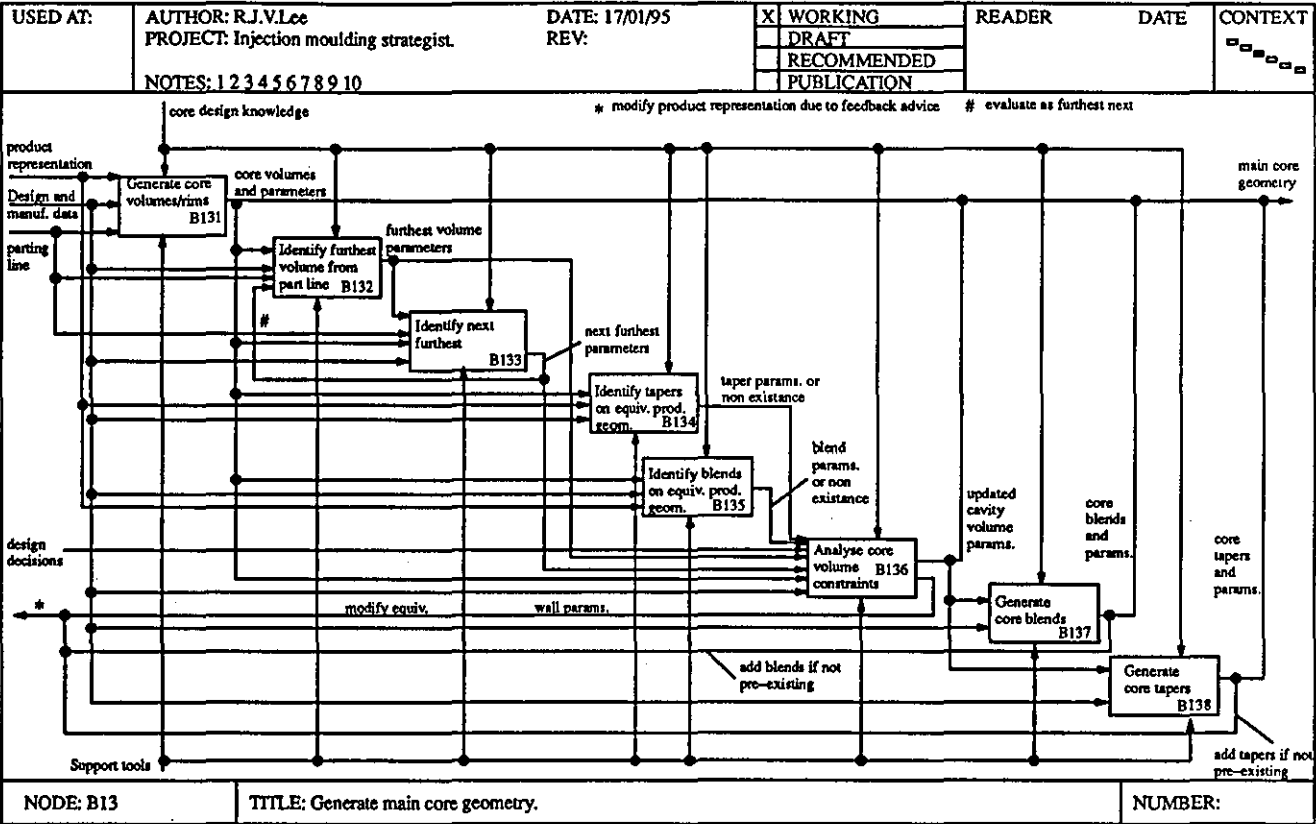 USED AT:
AUTHOR: R.J.V.Lee
DATE: 17/01/95
PROJECT: Injection moulding strategist.
REV:
NOTES: 1 2 3 4 5 6 7 8 9 10
X WORKING
DRAFT
RECOMMENDED
PUBLICATION
READER
DATE
CONTEXT
core design knowledge
* modify product representation due to feedback advice
# evaluate as furthest next
product
representation
Design and
manuf. data
parting
line
Generate core
volumes/rims
B131
core volumes
and parameters
main core
geometry
Identify furthest
volume from
part line B132
furthest volume
parameters
#
Identify next
furthest
B133
next furthest
parameters
Identify tapers
on equiv. prod.
geom. B134
taper params. or
non existance
Identify blends
on equiv. prod.
geom. B135
blend
params.
or non
existance
design
decisions
Analyse core
volume B136
constraints
updated
cavity
volume
params.
core
blends
and
params.
core
tapers
and
params.
*
modify equiv. wall params.
Generate
core blends
B137
add blends if not
pre-existing
Generate
core tapers
B138
add tapers if not
pre-existing
Support tools
NODE: B13
TITLE: Generate main core geometry.
NUMBER: